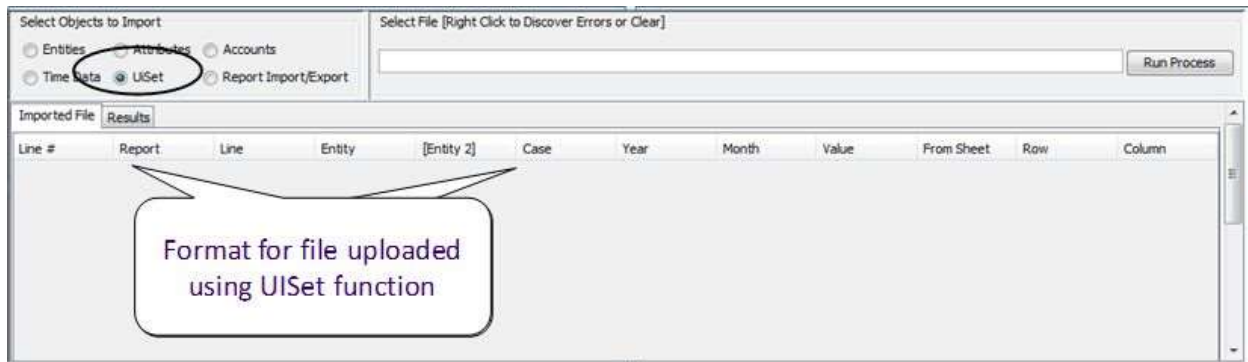 Select Objects to Import
Entities Attributes Accounts
Time Data UiSet Report Import/Export
Select File [Right Click to Discover Errors or Clear]
Run Process
Imported File Results
Line # Report Line Entity [Entity 2] Case Year Month Value From Sheet Row Column
Format for file uploaded
using UISet function